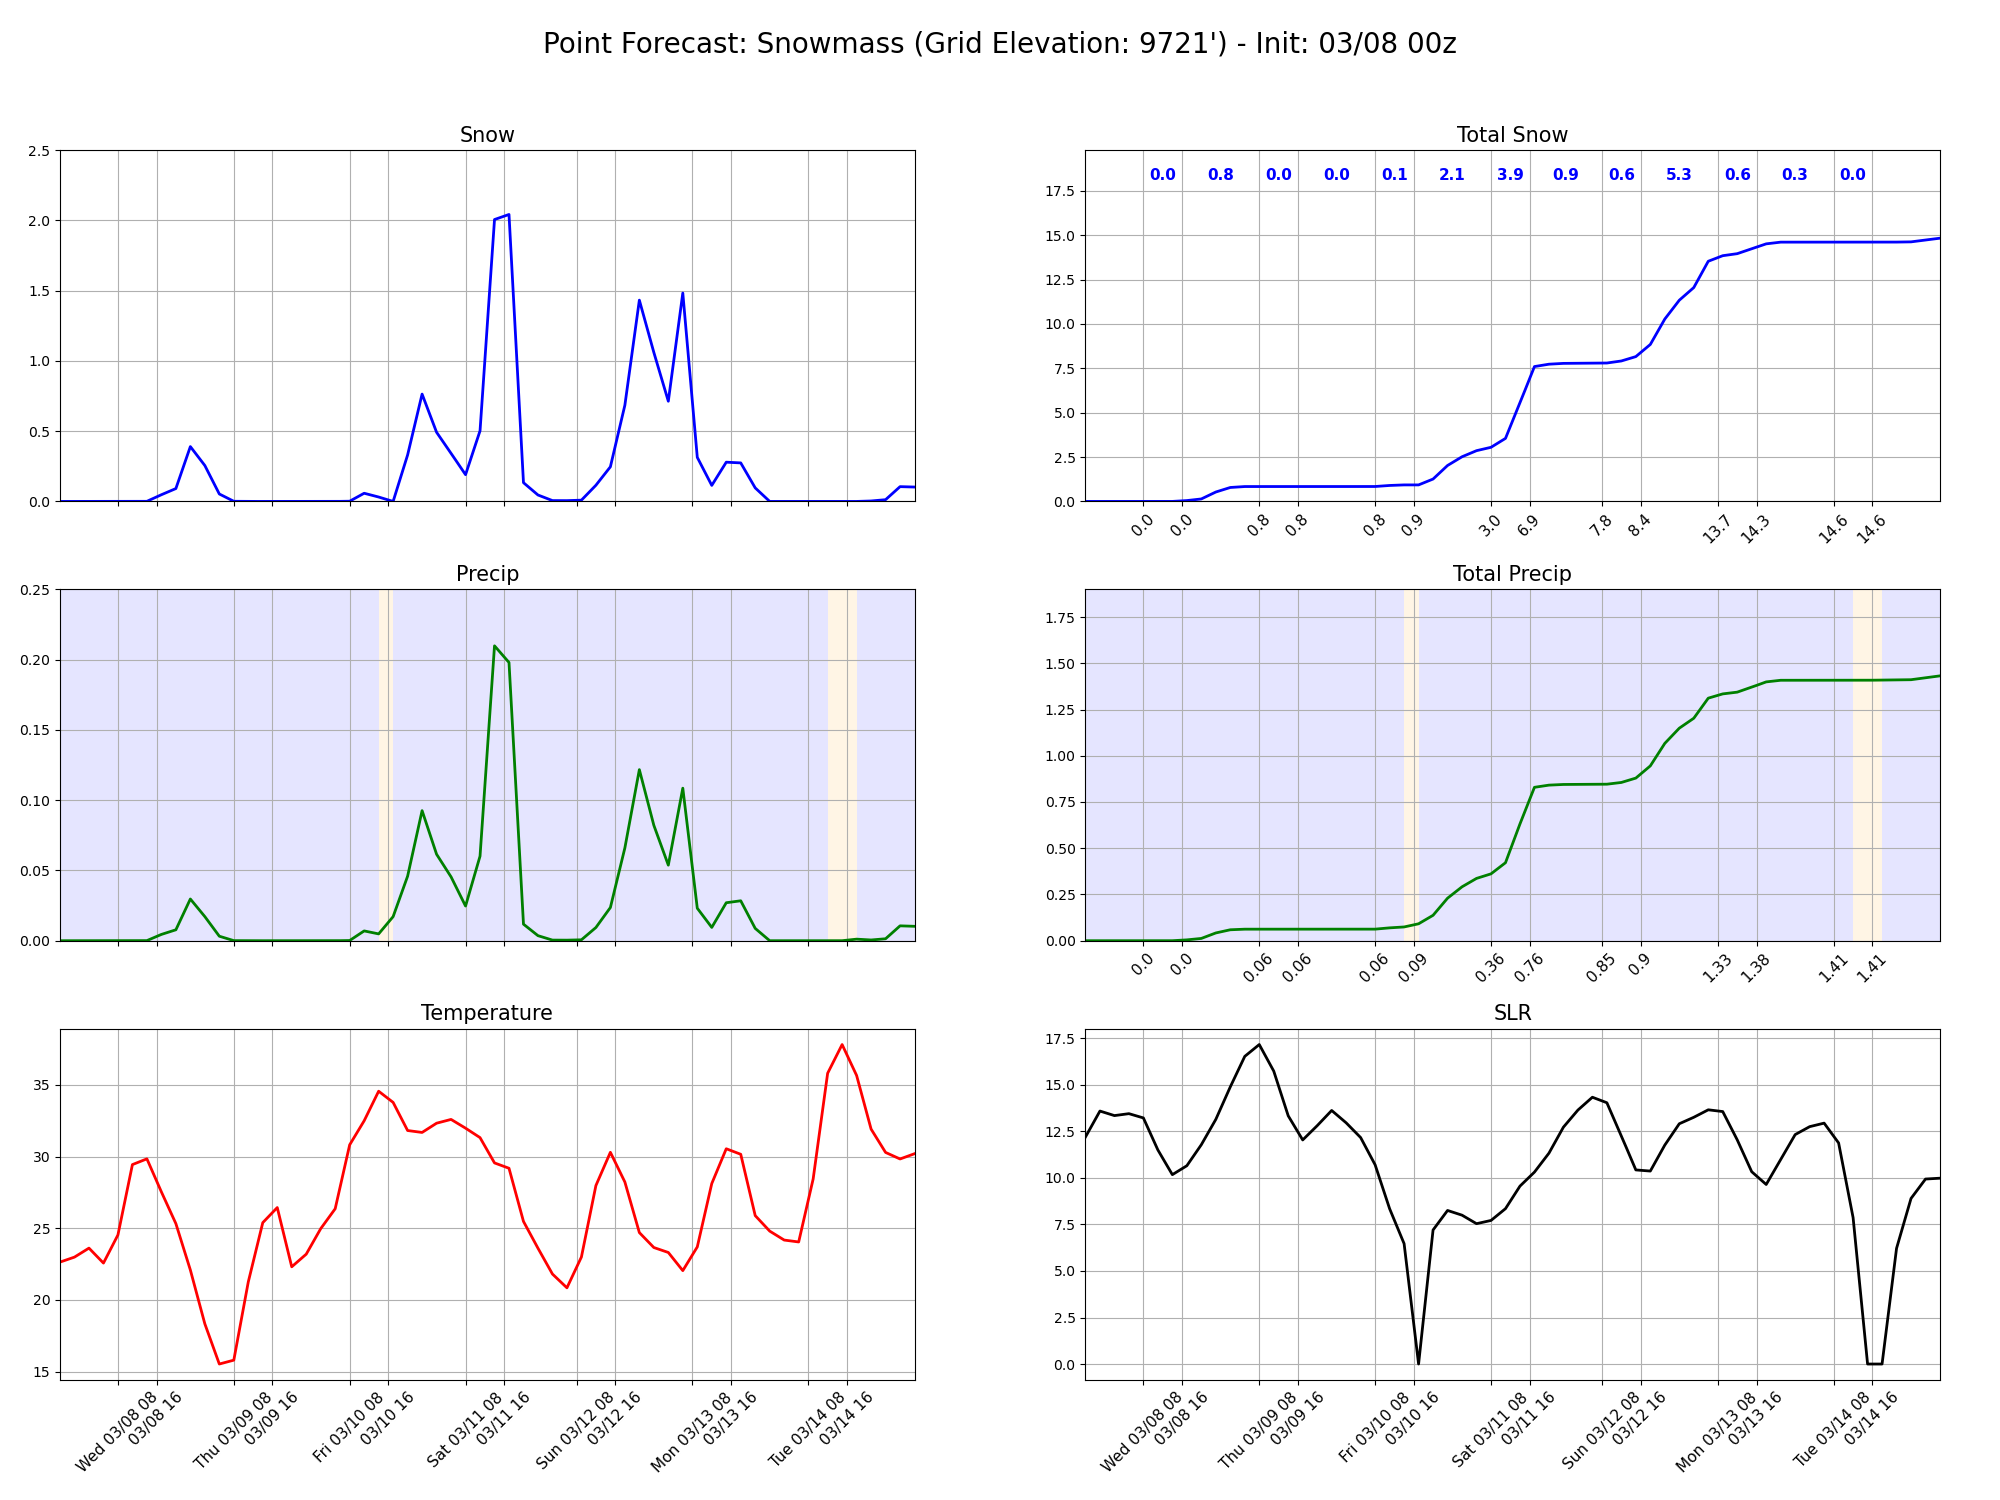 Point Forecast: Snowmass (Grid Elevation: 9721') - Init: 03/08 00z
Snow
2.5
2.0
1.5
1.0
0.5
0.0
Total Snow
0.0 0.8 0.0 0.0 0.1 2.1 3.9 0.9 0.6 5.3 0.6 0.3 0.0
17.5
15.0
12.5
10.0
7.5
5.0
2.5
0.0
0.0 0.0 0.8 0.8 0.8 0.9 3.0 6.9 7.8 8.4 13.7 14.3 14.6 14.6
Precip
0.25
0.20
0.15
0.10
0.05
0.00
Total Precip
1.75
1.50
1.25
1.00
0.75
0.50
0.25
0.00
0.0 0.0 0.06 0.06 0.06 0.09 0.36 0.76 0.85 0.9 1.33 1.38 1.41 1.41
Temperature
35
30
25
20
15
Wed 03/08 08
03/08 16
Thu 03/09 08
03/09 16
Fri 03/10 08
03/10 16
Sat 03/11 08
03/11 16
Sun 03/12 08
03/12 16
Mon 03/13 08
03/13 16
Tue 03/14 08
03/14 16
SLR
17.5
15.0
12.5
10.0
7.5
5.0
2.5
0.0
Wed 03/08 08
03/08 16
Thu 03/09 08
03/09 16
Fri 03/10 08
03/10 16
Sat 03/11 08
03/11 16
Sun 03/12 08
03/12 16
Mon 03/13 08
03/13 16
Tue 03/14 08
03/14 16